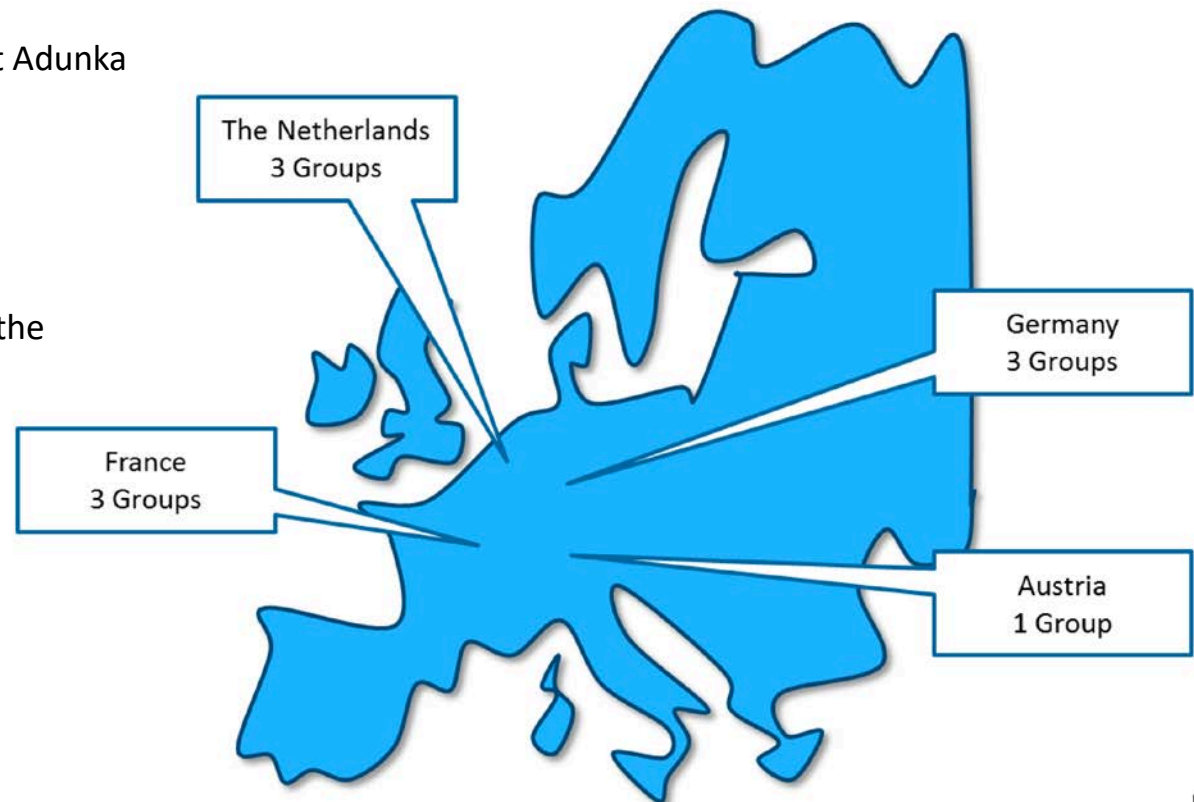 t Adunka
The Netherlands
3 Groups
the
Germany
3 Groups
France
3 Groups
Austria
1 Group